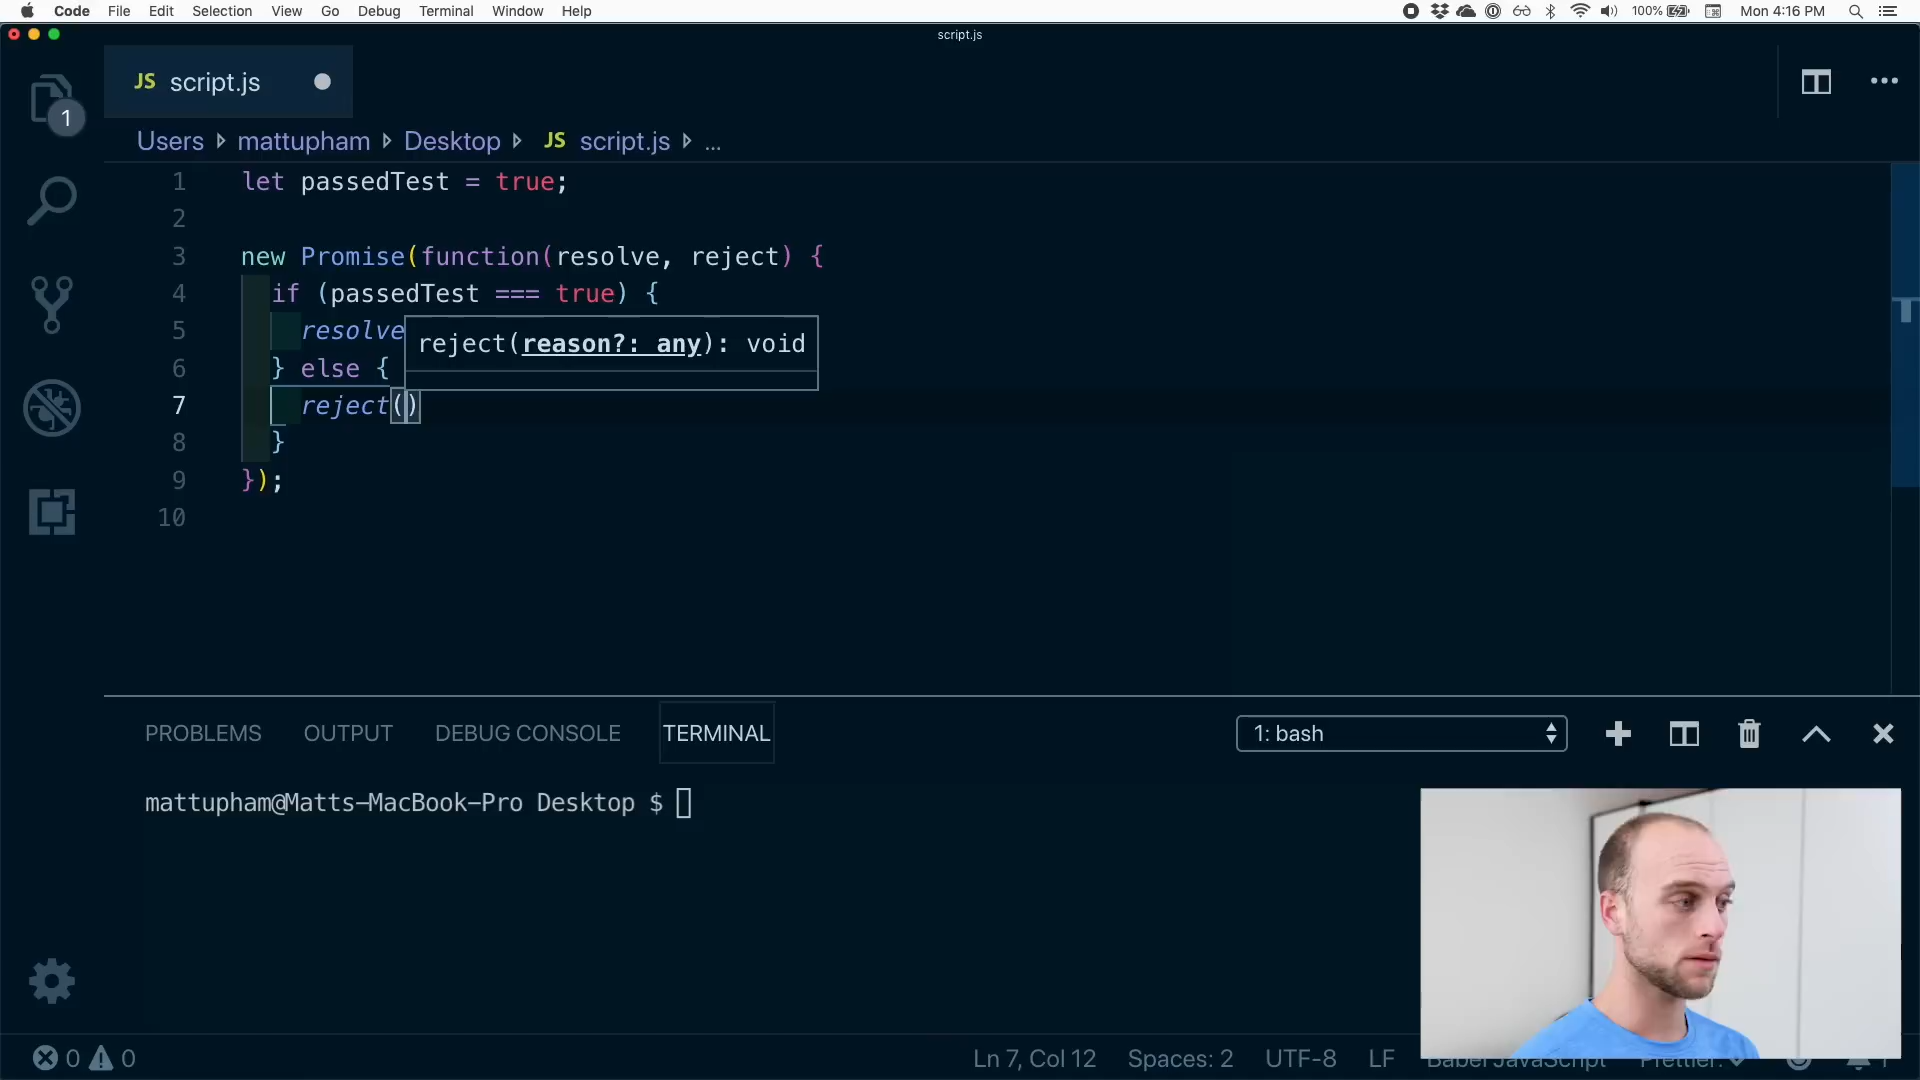 Code File Edit Selection View Go Debug Terminal Window Help 100% Mon 4:16 PM
script.js
JS script.js
1
Users mattupham Desktop JS script.js ...
1 let passedTest = true;
2
3 new Promise(function(resolve, reject) {
4 if (passedTest === true) {
5 resolve
reject(reason?: any): void
6 } else {
7 reject()
8 }
9 });
10
PROBLEMS OUTPUT DEBUG CONSOLE TERMINAL 1: bash
mattupham@Matts-MacBook-Pro Desktop $
0 0 Ln 7, Col 12 Spaces: 2 UTF-8 LF Babel JavaScript Prettier: